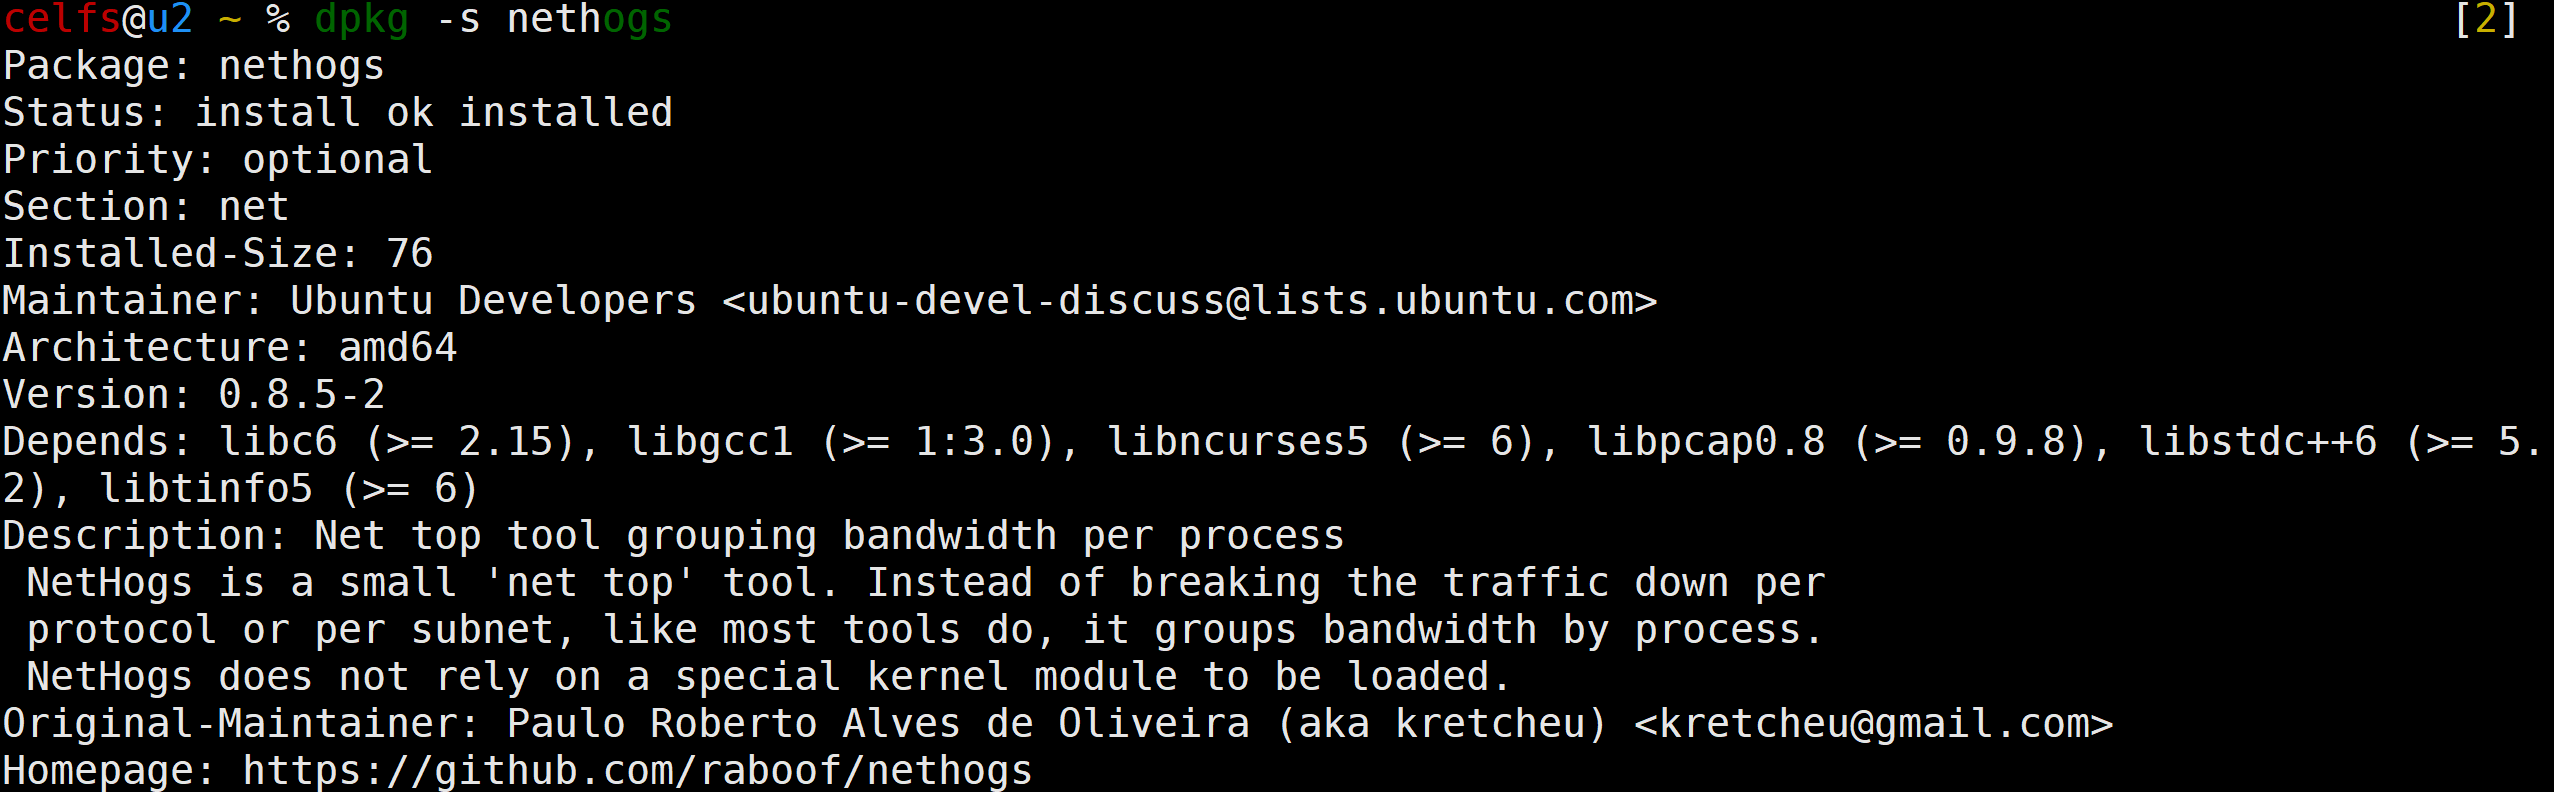 celfs@u2 ~ % dpkg -s nethogs [2]
Package: nethogs
Status: install ok installed
Priority: optional
Section: net
Installed-Size: 76
Maintainer: Ubuntu Developers <ubuntu-devel-discuss@lists.ubuntu.com>
Architecture: amd64
Version: 0.8.5-2
Depends: libc6 (>= 2.15), libgcc1 (>= 1:3.0), libncurses5 (>= 6), libpcap0.8 (>= 0.9.8), libstdc++6 (>= 5.
2), libtinfo5 (>= 6)
Description: Net top tool grouping bandwidth per process
 NetHogs is a small 'net top' tool. Instead of breaking the traffic down per
 protocol or per subnet, like most tools do, it groups bandwidth by process.
 NetHogs does not rely on a special kernel module to be loaded.
Original-Maintainer: Paulo Roberto Alves de Oliveira (aka kretcheu) <kretcheu@gmail.com>
Homepage: https://github.com/raboof/nethogs